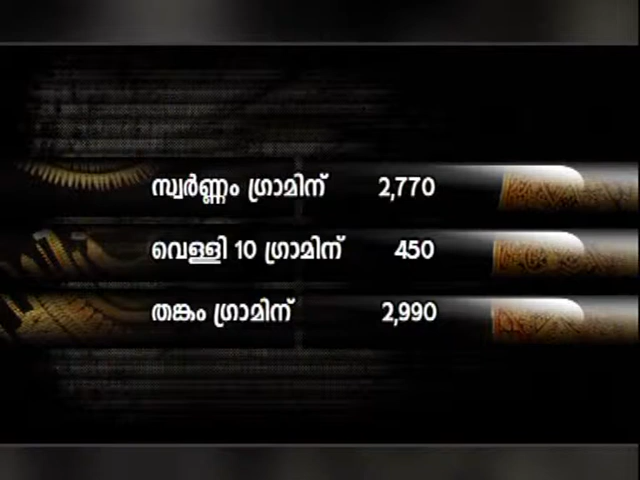 സ്വർണ്ണം ഗ്രാമിന് 2,770
വെള്ളി 10 ഗ്രാമിന് 450
തങ്കം ഗ്രാമിന് 2,990